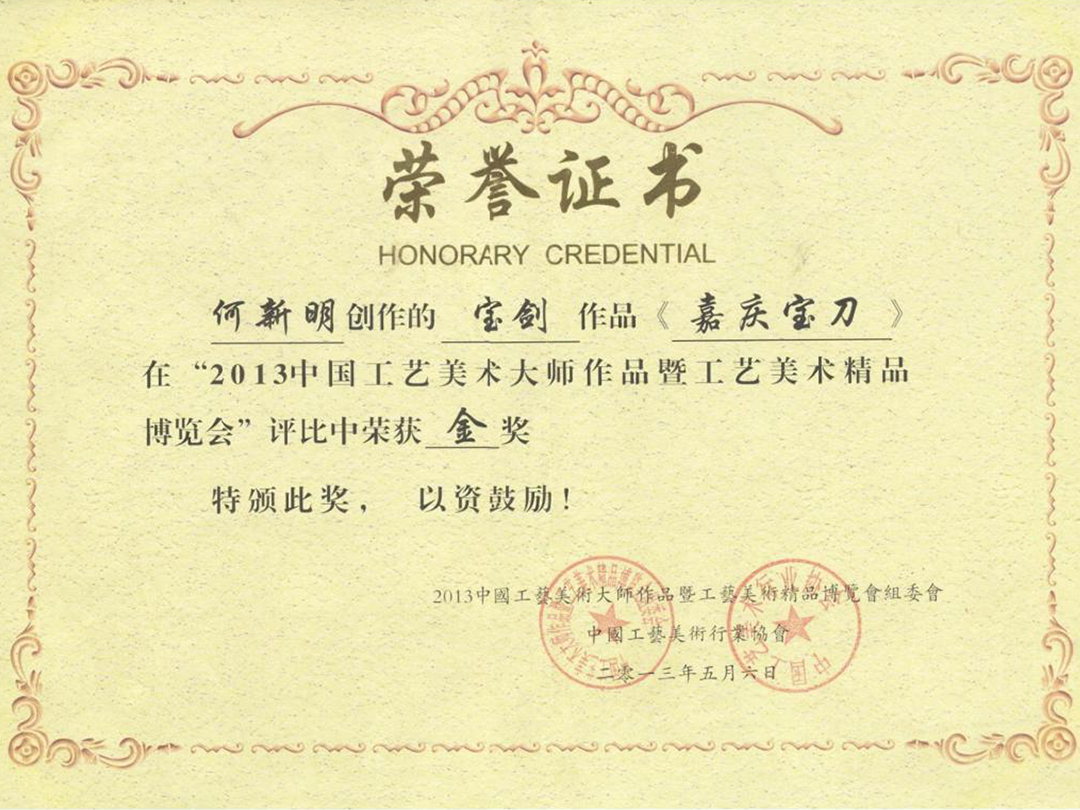 荣誉证书
HONORARY CREDENTIAL
何新明创作的 宝剑 作品《嘉庆宝刀》
在“2013中国工艺美术大师作品暨工艺美术精品
博览会”评比中荣获 金 奖
特颁此奖， 以资鼓励！
2013中國工藝美術大師作品暨工藝美術精品博覽會組委會
中國工藝美術行業協會
二零一三年五月六日